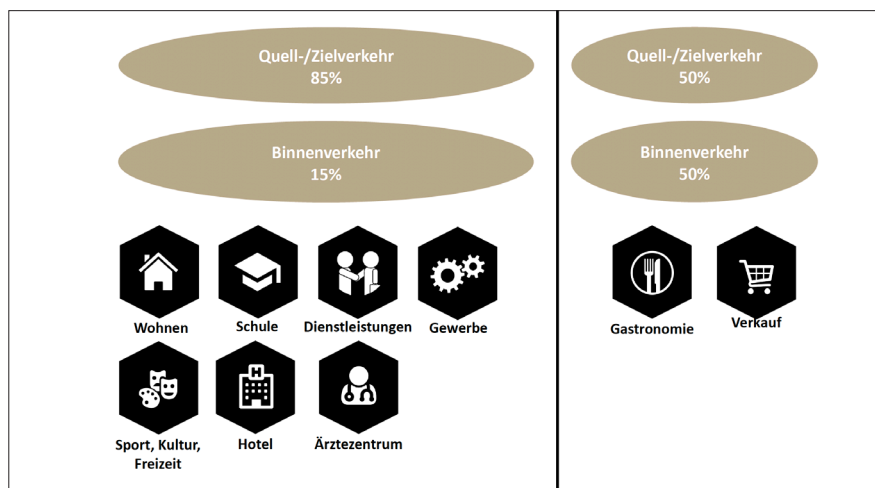 Quell-/Zielverkehr
85%
Binnenverkehr
15%
Wohnen
Schule
Dienstleistungen
Gewerbe
Sport, Kultur,
Freizeit
H
Hotel
Ärztezentrum
Quell-/Zielverkehr
50%
Binnenverkehr
50%
Gastronomie
Verkauf